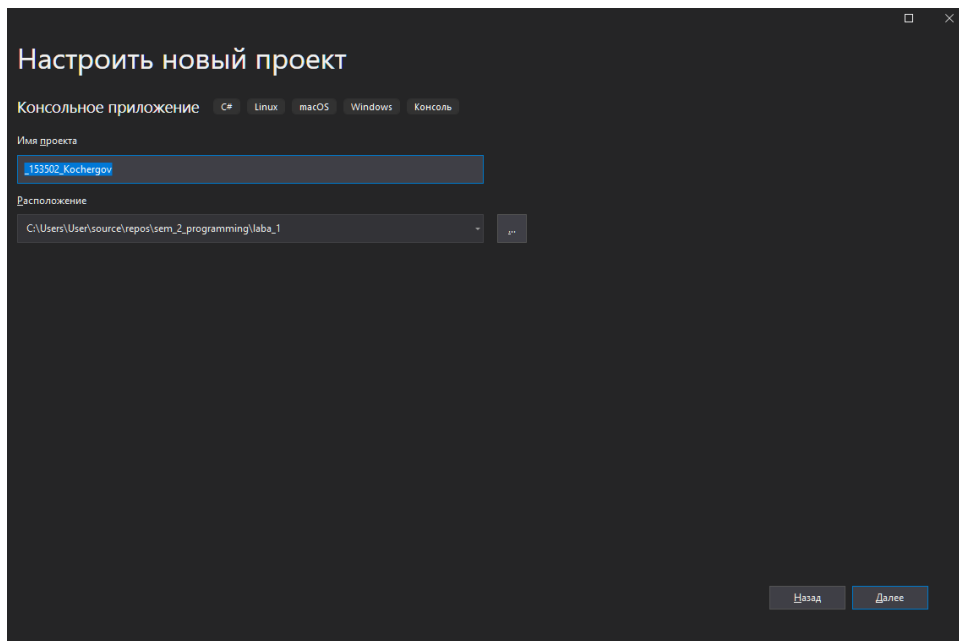 Настроить новый проект
Консольное приложение C# Linux macOS Windows Консоль
Имя проекта
_153502_Kochergov
Расположение
C:\Users\User\source\repos\sem_2_programming\laba_1
...
Назад Далее